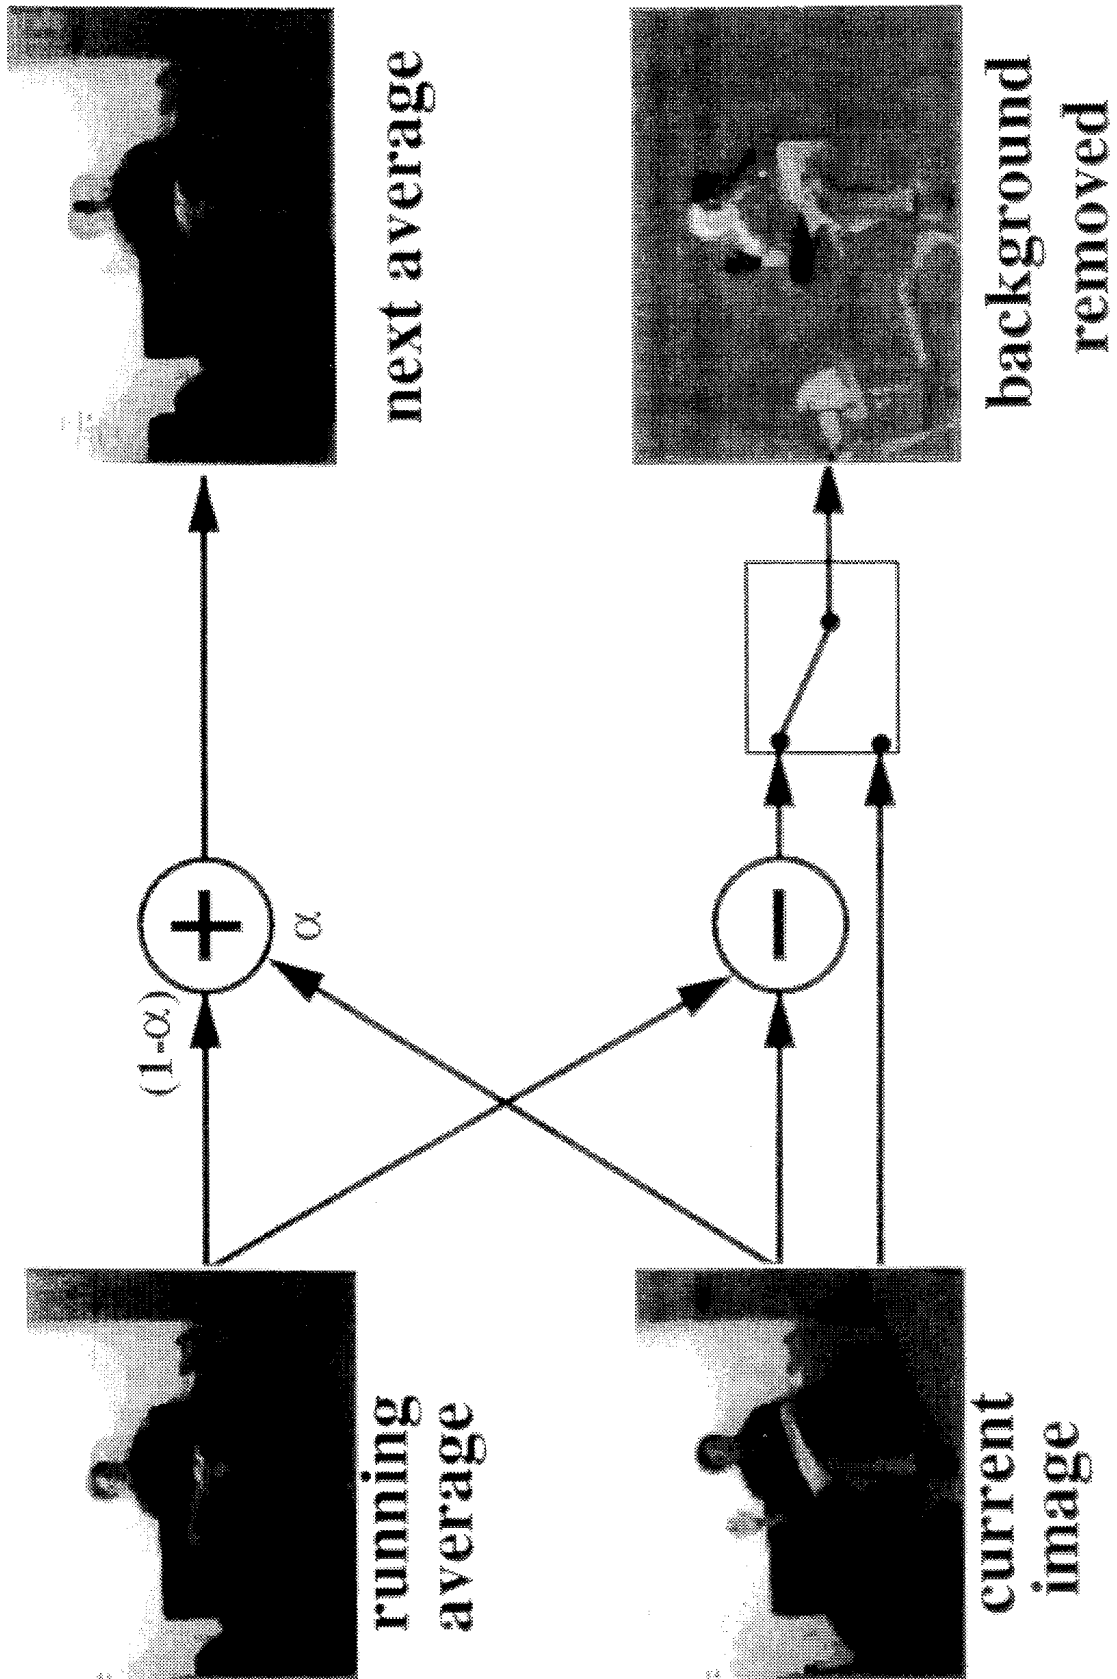 running
average
(1-α)
+
α
next average
current
image
−
background
removed